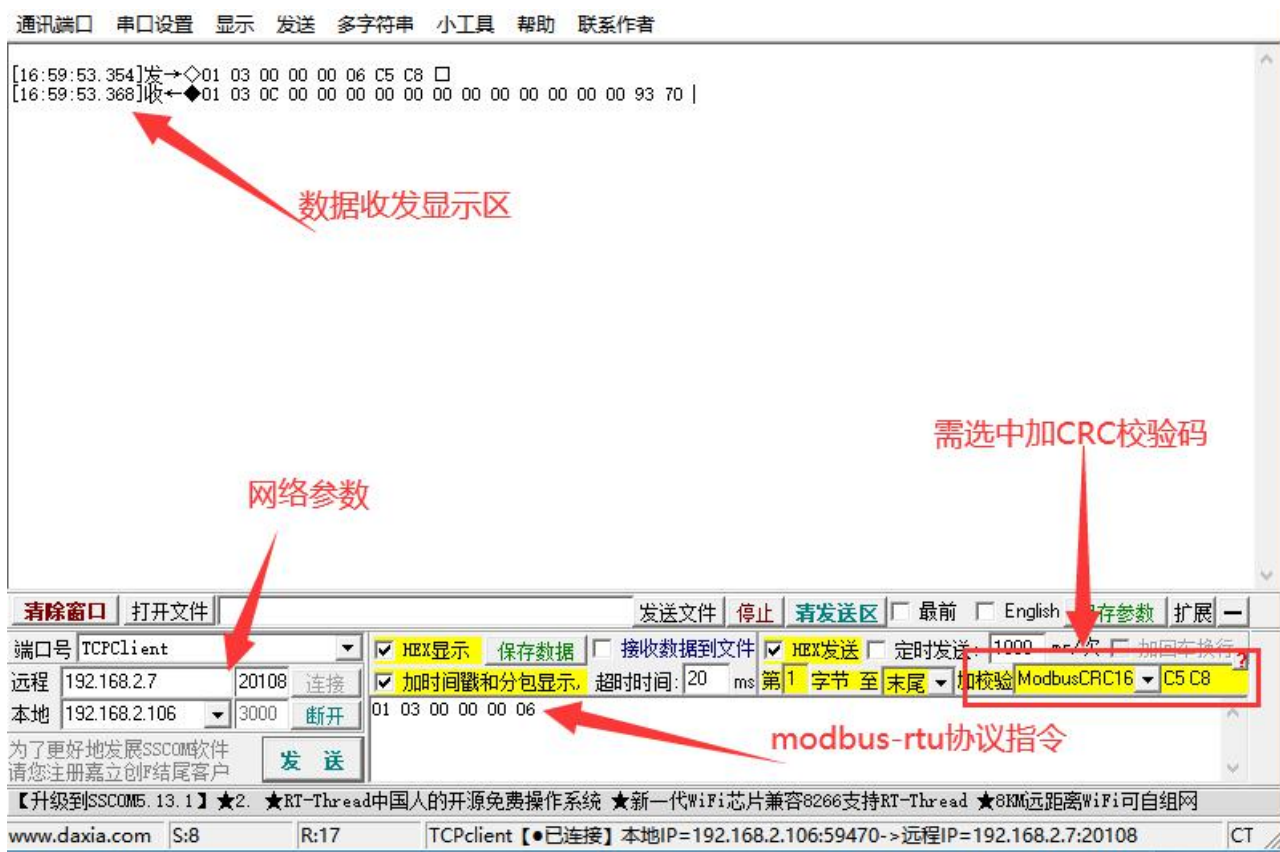 通讯端口 串口设置 显示 发送 多字符串 小工具 帮助 联系作者
[16:59:53.354]发→◇01 03 00 00 00 06 C5 C8 □
[16:59:53.368]收←◆01 03 0C 00 00 00 00 00 00 00 00 00 00 00 00 93 70
数据收发显示区
需选中加CRC校验码
网络参数
清除窗口 打开文件 发送文件 停止 清发送区 最前 English 存参数 扩展
端口号 TCPClient HEX显示 保存数据 接收数据到文件 HEX发送 定时发送: 1000 加回车换行
远程 192.168.2.7 20108 连接 加时间戳和分包显示, 超时时间: 20 ms 第 1 字节 至 末尾 加校验 ModbusCRC16 C5 C8 ?
本地 192.168.2.106 3000 断开 01 03 00 00 00 06
modbus-rtu协议指令
为了更好地发展SSCOM软件
请您注册嘉立创F结尾客户
发 送
【升级到SSCOM5.13.1】★2. ★RT-Thread中国人的开源免费操作系统 ★新一代WiFi芯片兼容8266支持RT-Thread ★8KM远距离WiFi可自组网
www.daxia.com S:8 R:17 TCPclient【●已连接】本地IP=192.168.2.106:59470->远程IP=192.168.2.7:20108 CT